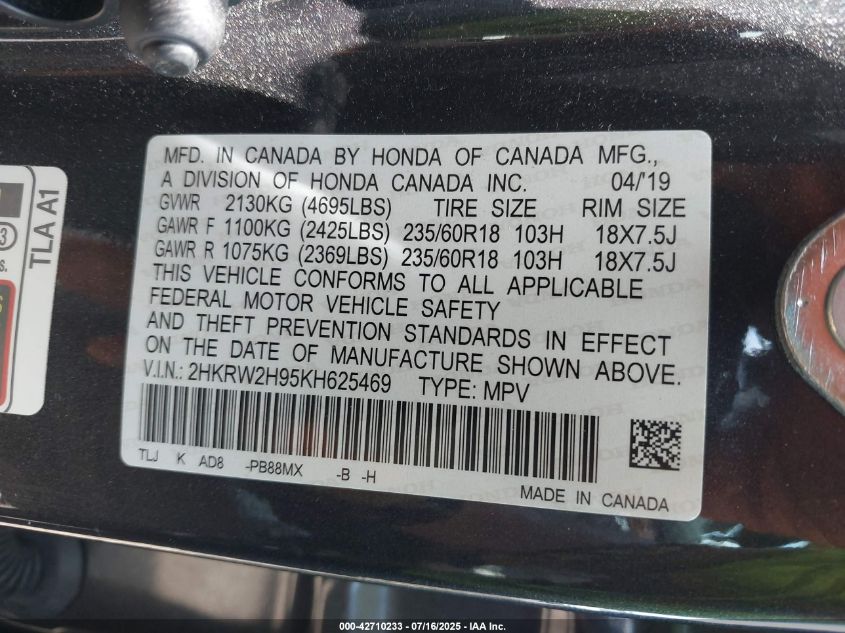 MFD. IN CANADA BY HONDA OF CANADA MFG.,
A DIVISION OF HONDA CANADA INC. 04/'19
GVWR 2130KG (4695LBS) TIRE SIZE RIM SIZE
GAWR F 1100KG (2425LBS) 235/60R18 103H 18X7.5J
GAWR R 1075KG (2369LBS) 235/60R18 103H 18X7.5J
THIS VEHICLE CONFORMS TO ALL APPLICABLE
FEDERAL MOTOR VEHICLE SAFETY
AND THEFT PREVENTION STANDARDS IN EFFECT
ON THE DATE OF MANUFACTURE SHOWN ABOVE.
V.I.N.: 2HKRW2H95KH625469 TYPE: MPV
TLJ K AD8 -PB88MX -B -H
MADE IN CANADA
TLA A1
3
s.
000-42710233 - 07/16/2025 - IAA Inc.